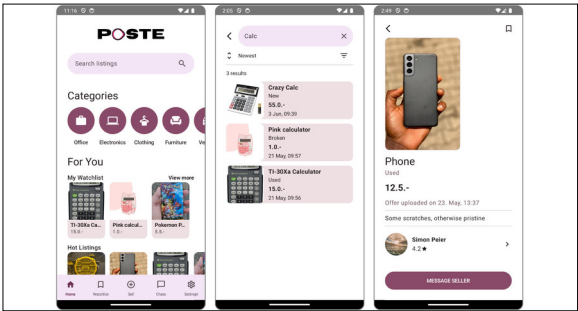 11:16
POSTE
Search listings
Categories
Office Electronics Clothing Furniture Ve
For You
My Watchlist View more
TI-30Xa Ca... Pink calcul... Pokemon P...
15.0.- 1.0.- 5.5.-
Hot Listings
Home Watchlist Sell Chats Settings
2:05
Calc
Newest
3 results
Crazy Calc
New
55.0.-
3 Jun, 09:39
Pink calculator
Broken
1.0.-
21 May, 09:57
TI-30Xa Calculator
Used
15.0.-
21 May, 09:56
2:49
Phone
Used
12.5.-
Offer uploaded on 23. May, 13:37
Some scratches, otherwise pristine
Simon Peier
4.2★
MESSAGE SELLER